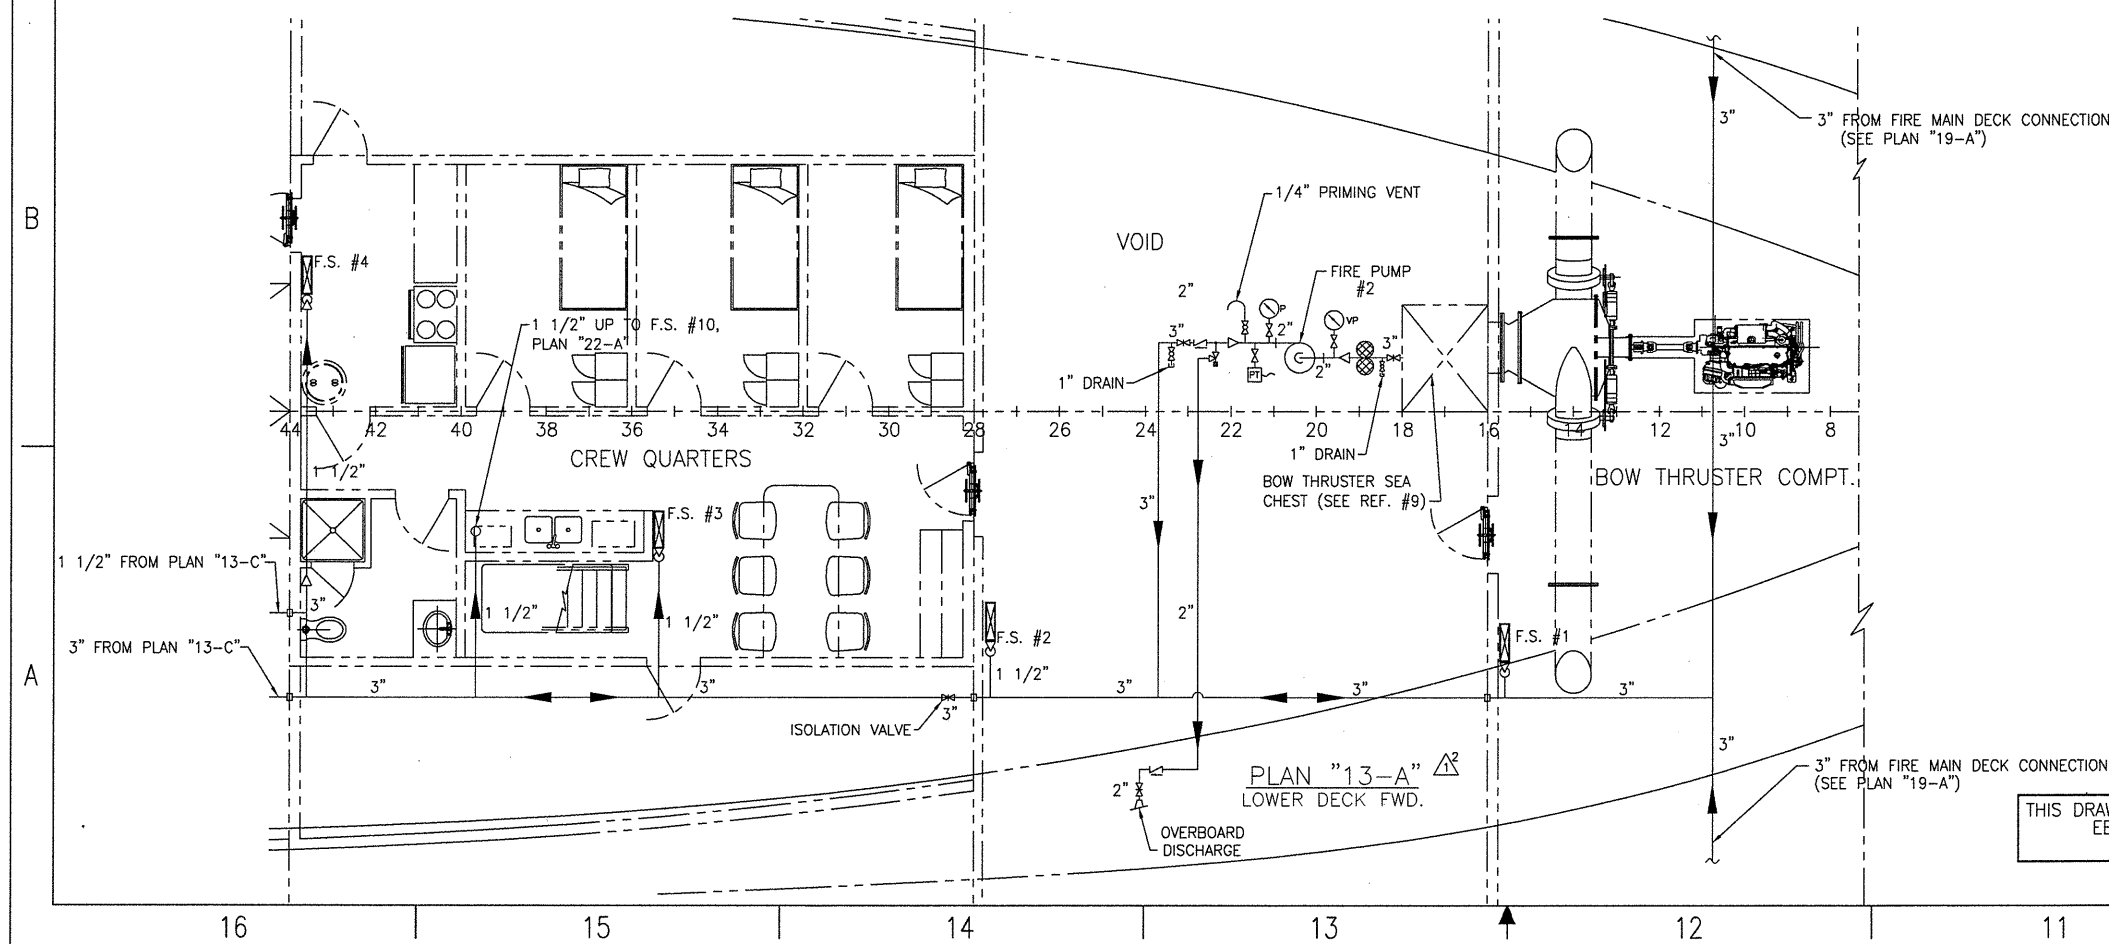 B
A
3"
3" FROM FIRE MAIN DECK CONNECTION
(SEE PLAN "19-A")
1/4" PRIMING VENT
VOID
F.S. #4
FIRE PUMP
#2
2"
1 1/2" UP TO F.S. #10,
PLAN "22-A"
P
VP
3"
2"
3"
PT
2"
1" DRAIN
44 42 40 38 36 34 32 30 28 26 24 22 20 18 16 14 12 10 8
3"
1 1/2"
CREW QUARTERS
1" DRAIN
BOW THRUSTER SEA
CHEST (SEE REF. #9)
BOW THRUSTER COMPT.
3"
F.S. #3
1 1/2" FROM PLAN "13-C"
3"
1 1/2"
1 1/2"
2"
F.S. #2
F.S. #1
3" FROM PLAN "13-C"
1 1/2"
3"
3"
3"
3"
3"
3"
ISOLATION VALVE
3"
PLAN "13-A" 1 2
LOWER DECK FWD.
3" FROM FIRE MAIN DECK CONNECTION
(SEE PLAN "19-A")
2"
OVERBOARD
DISCHARGE
THIS DRAW
16 15 14 13 12 11